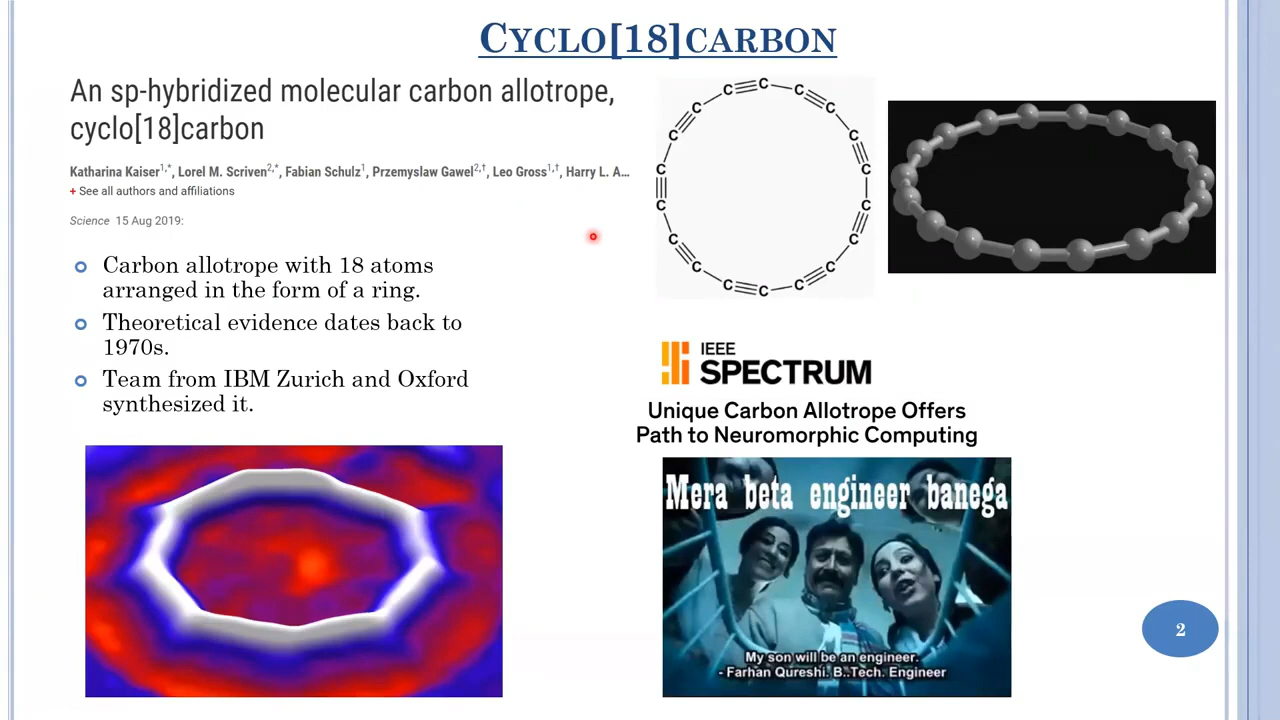 CYCLO[18]CARBON
An sp-hybridized molecular carbon allotrope,
cyclo[18]carbon
Katharina Kaiser1,*, Lorel M. Scriven2,*, Fabian Schulz1, Przemyslaw Gawel2,†, Leo Gross1,†, Harry L. A…
+ See all authors and affiliations
Science 15 Aug 2019:
Carbon allotrope with 18 atoms
arranged in the form of a ring.
Theoretical evidence dates back to
1970s.
Team from IBM Zurich and Oxford
synthesized it.
C C C C C C C C C C C C C C C C C C
IEEE
SPECTRUM
Unique Carbon Allotrope Offers
Path to Neuromorphic Computing
Mera beta engineer banega
My son will be an engineer.
- Farhan Qureshi. B..Tech. Engineer
2